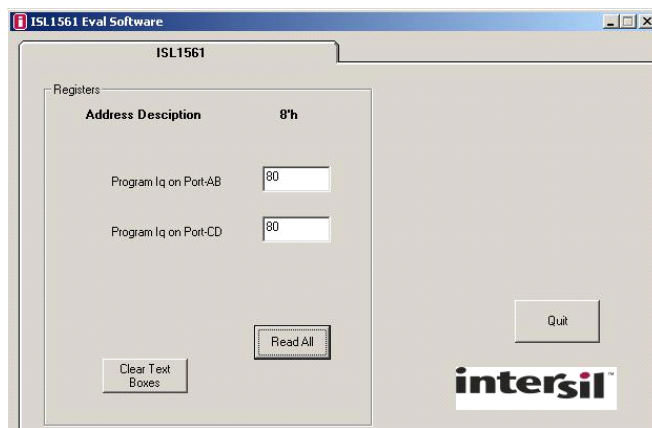 ISL1561 Eval Software
ISL1561
Registers
Address Desciption 8'h
Program Iq on Port-AB 80
Program Iq on Port-CD 80
Read All
Quit
Clear Text
Boxes
intersil™